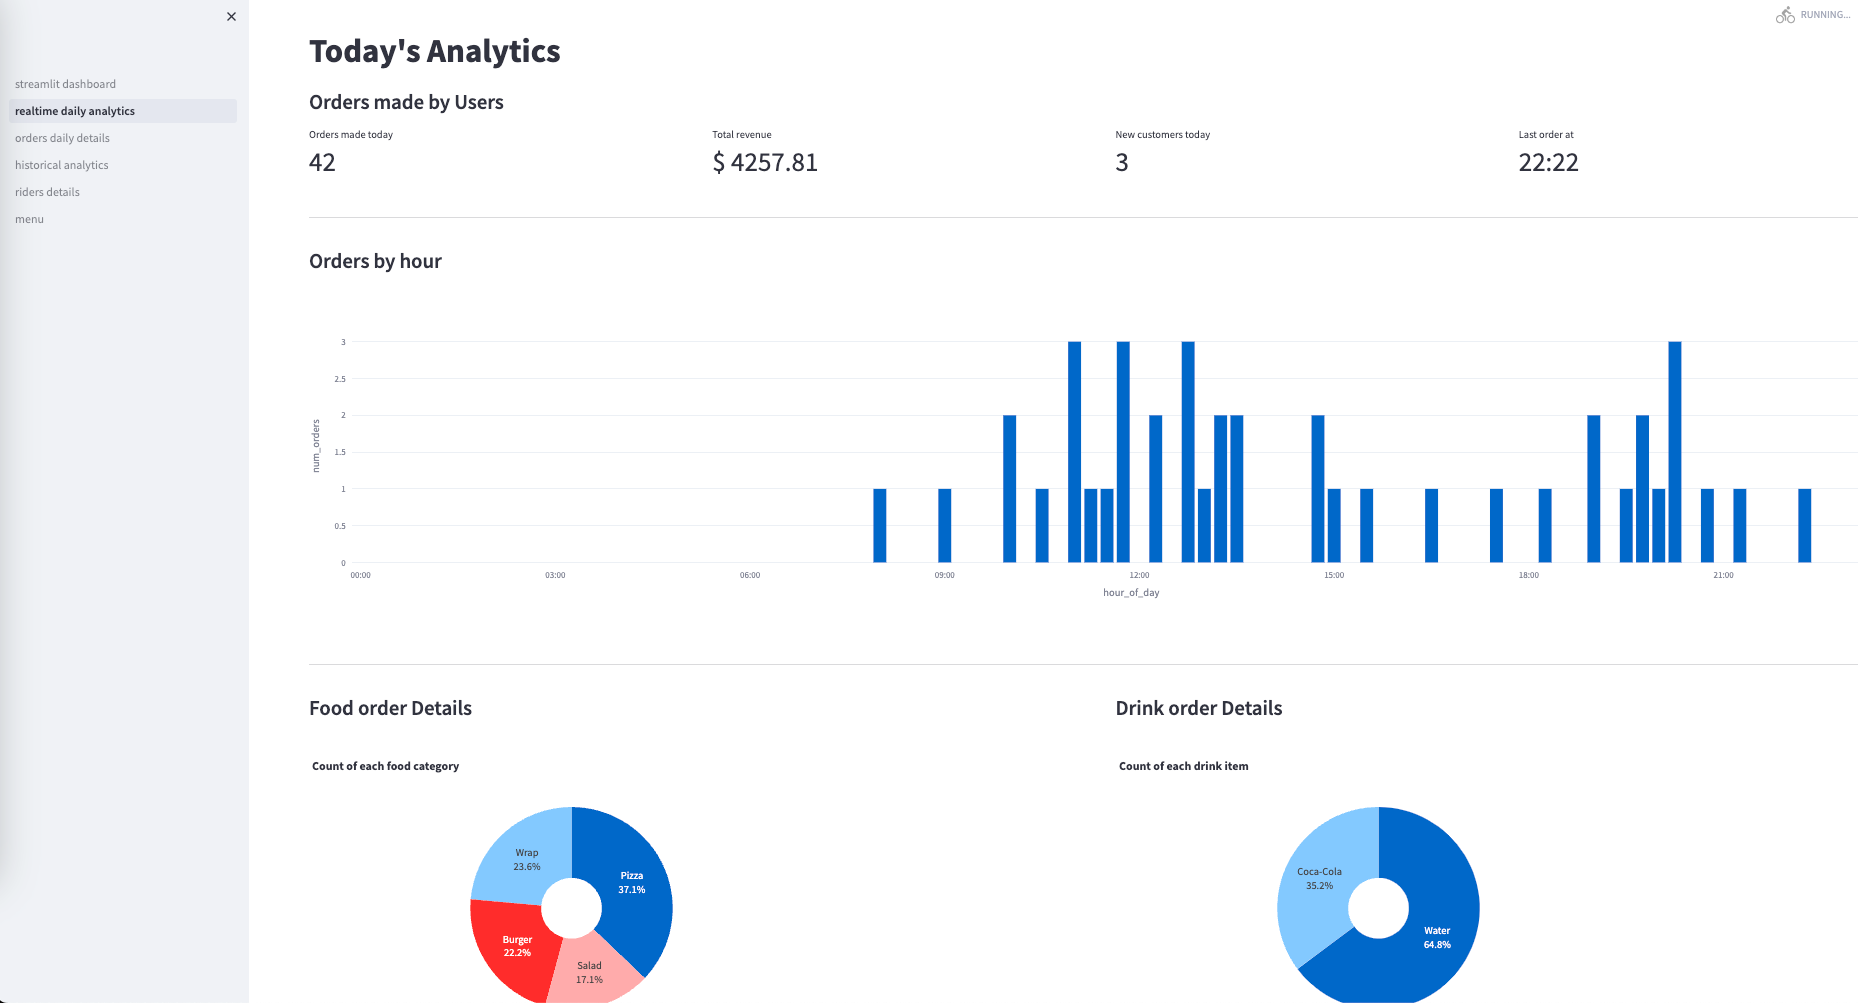 RUNNING...
streamlit dashboard
realtime daily analytics
orders daily details
historical analytics
riders details
menu
Today's Analytics
Orders made by Users
Orders made today
42
Total revenue
$ 4257.81
New customers today
3
Last order at
22:22
Orders by hour
3
2.5
2
1.5
1
0.5
0
num_orders
00:00
03:00
06:00
09:00
12:00
15:00
18:00
21:00
hour_of_day
Food order Details
Count of each food category
Wrap
23.6%
Pizza
37.1%
Burger
22.2%
Salad
17.1%
Drink order Details
Count of each drink item
Coca-Cola
35.2%
Water
64.8%